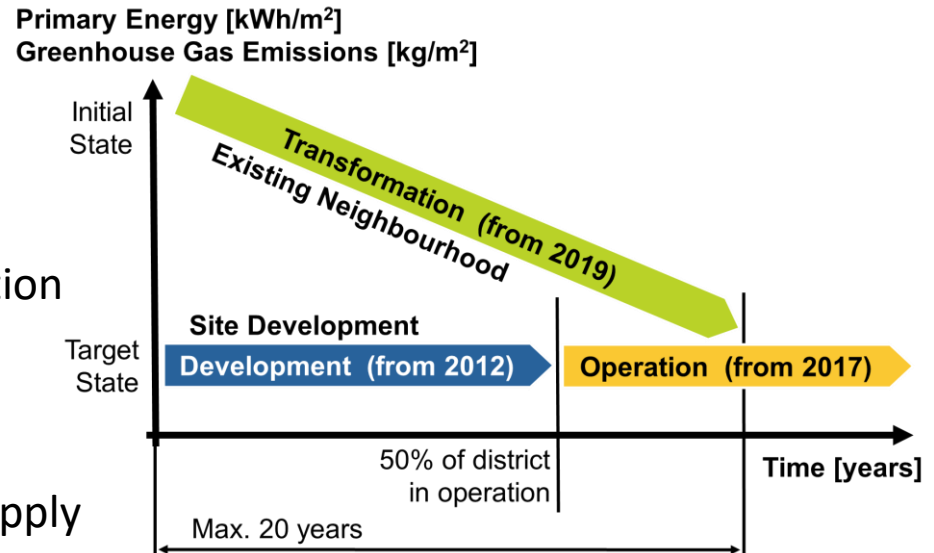 Primary Energy [kWh/m²]
Greenhouse Gas Emissions [kg/m²]
Initial
State
Transformation (from 2019)
Existing Neighbourhood
tion
Site Development
Target
State
Development (from 2012)
Operation (from 2017)
50% of district
in operation
Time [years]
pply
Max. 20 years